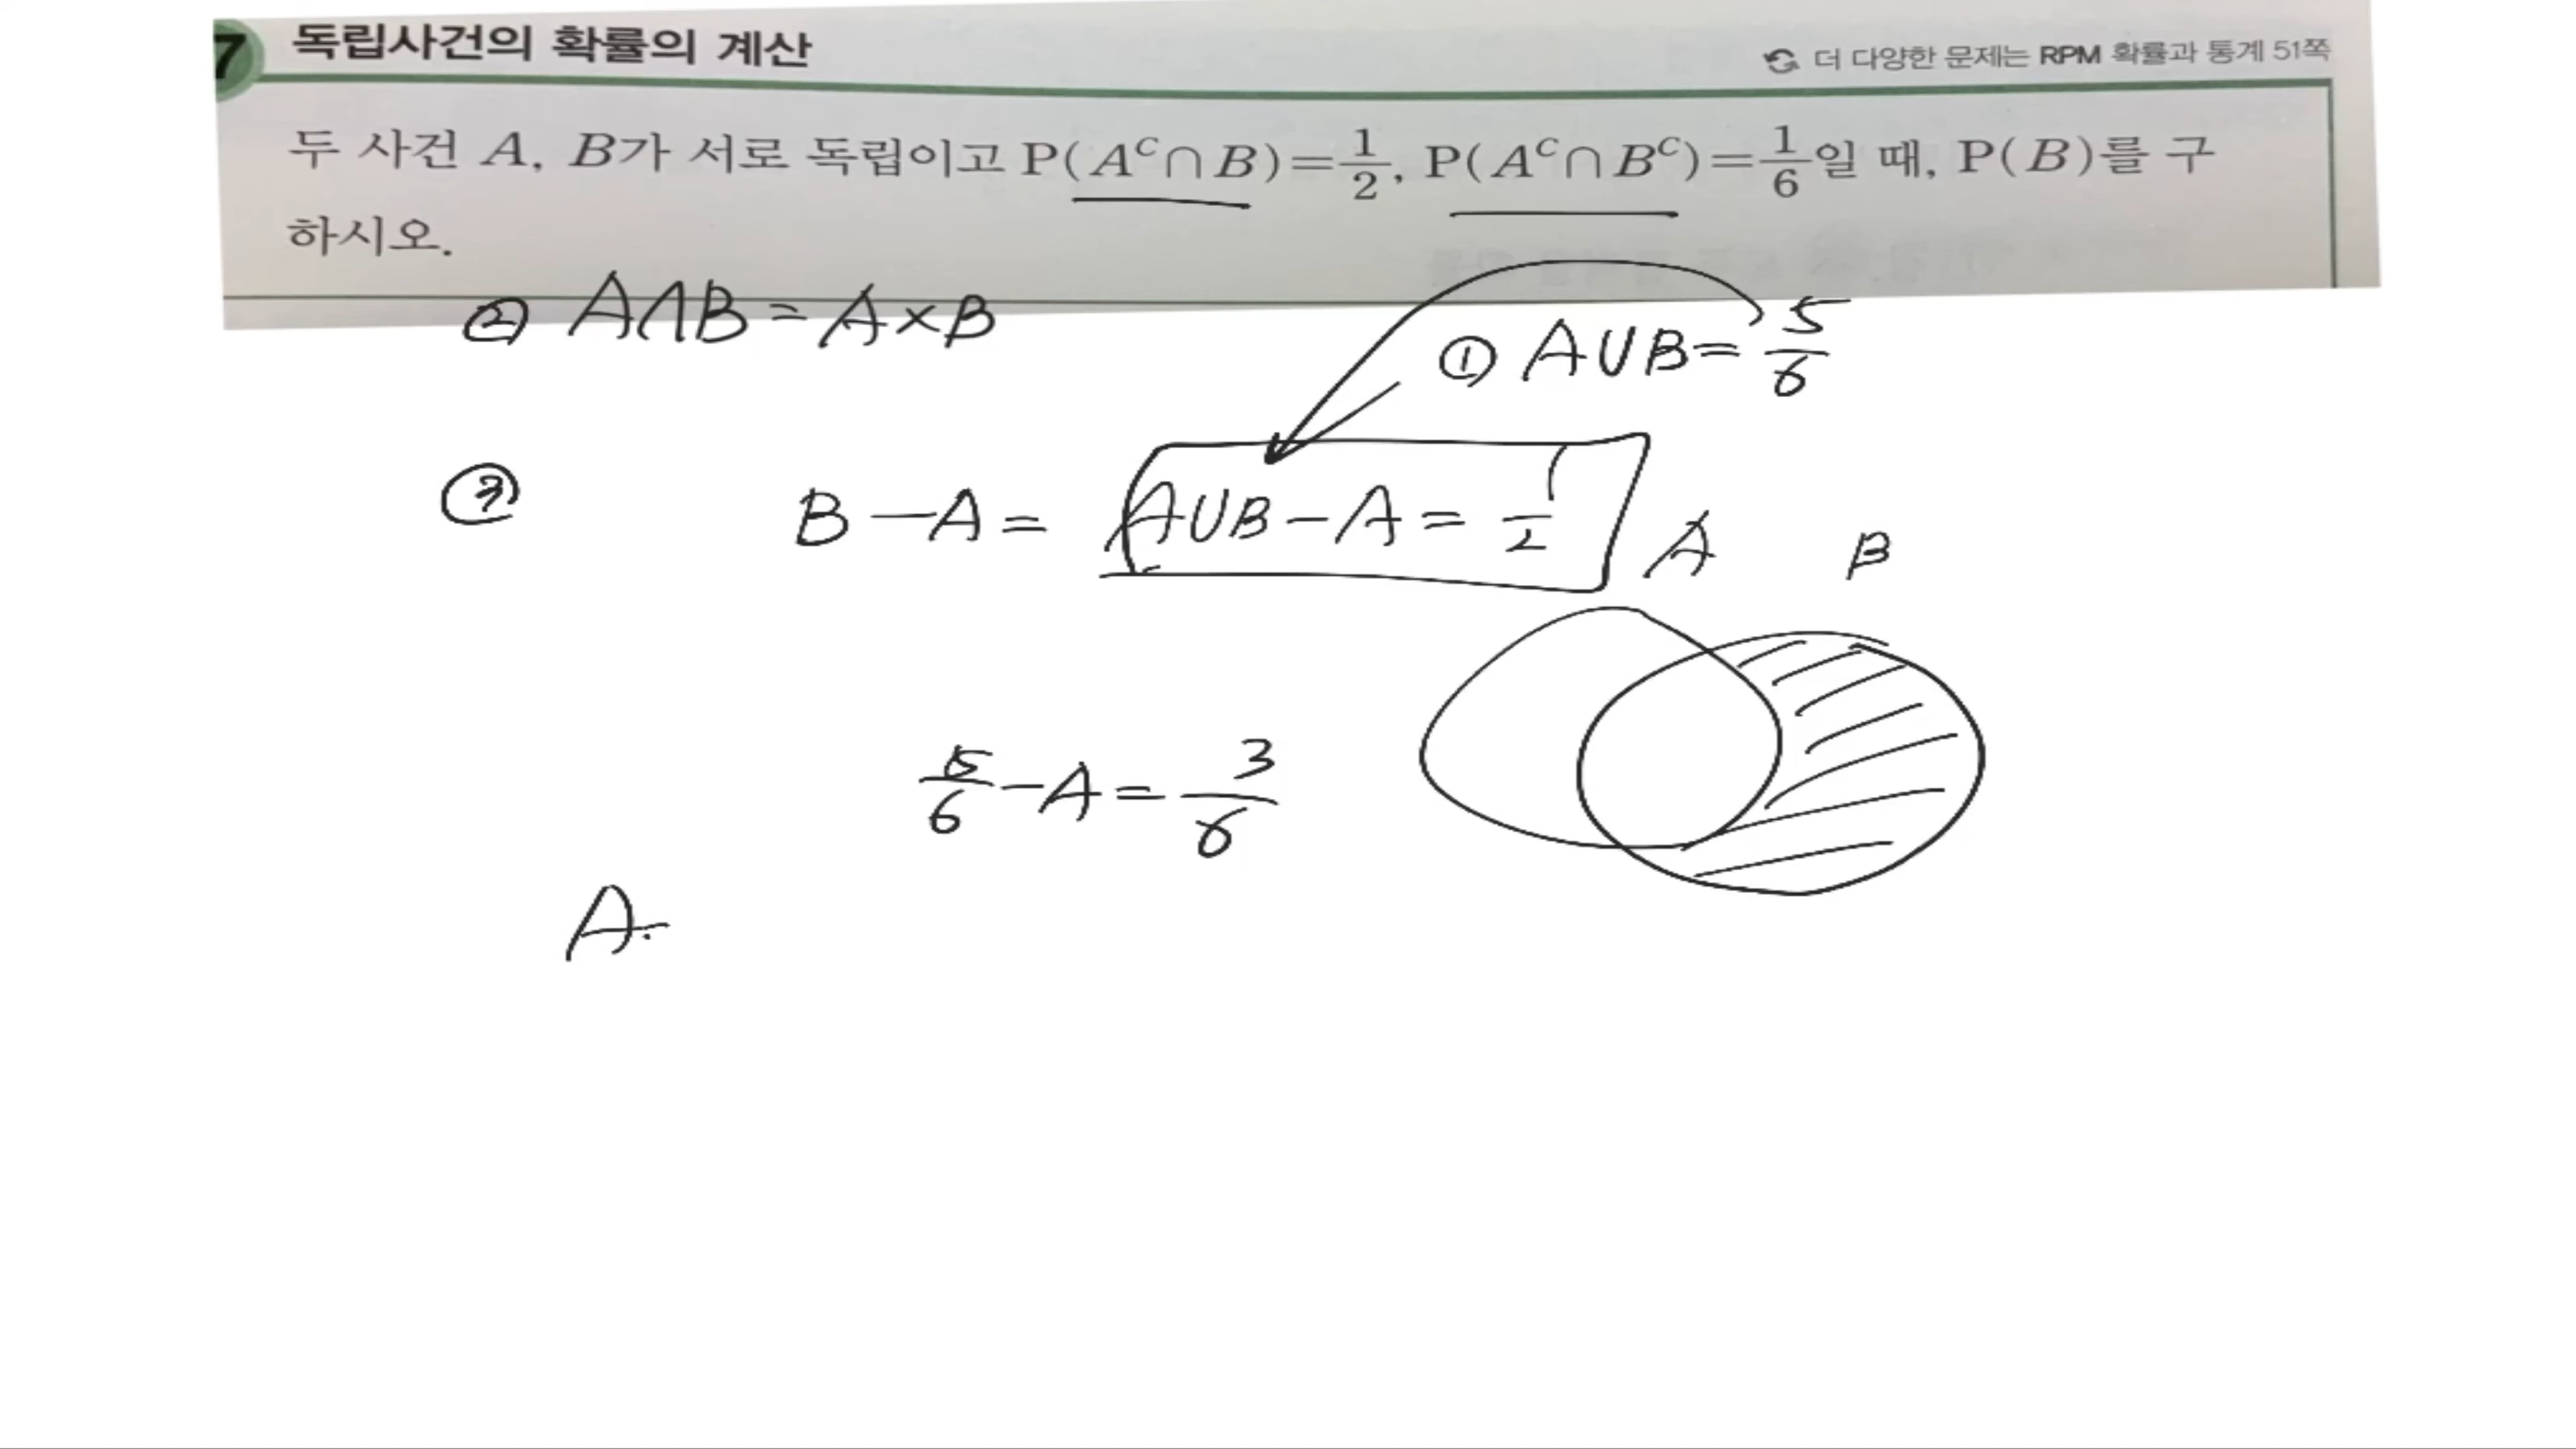 7 독립사건의 확률의 계산
더 다양한 문제는 RPM 확률과 통계 51쪽
두 사건 A, B가 서로 독립이고 P(Aᶜ∩B)=1/2, P(Aᶜ∩Bᶜ)=1/6일 때, P(B)를 구
하시오.
② A∩B=A×B
① A∪B=5/6
③ B-A= A∪B-A=1/2
A B
5/6-A=3/6
A